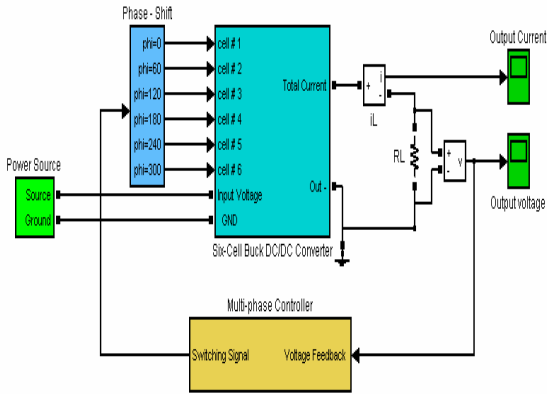 Phase - Shift
phi=0
phi=60
phi=120
phi=180
phi=240
phi=300
cell # 1
cell # 2
cell # 3
cell # 4
cell # 5
cell # 6
Input Voltage
GND
Total Current
Out -
Six-Cell Buck DC/DC Converter
Power Source
Source
Ground
+
-
i
iL
RL
+
-
v
Output Current
Output voltage
Multi-phase Controller
Switching Signal
Voltage Feedback